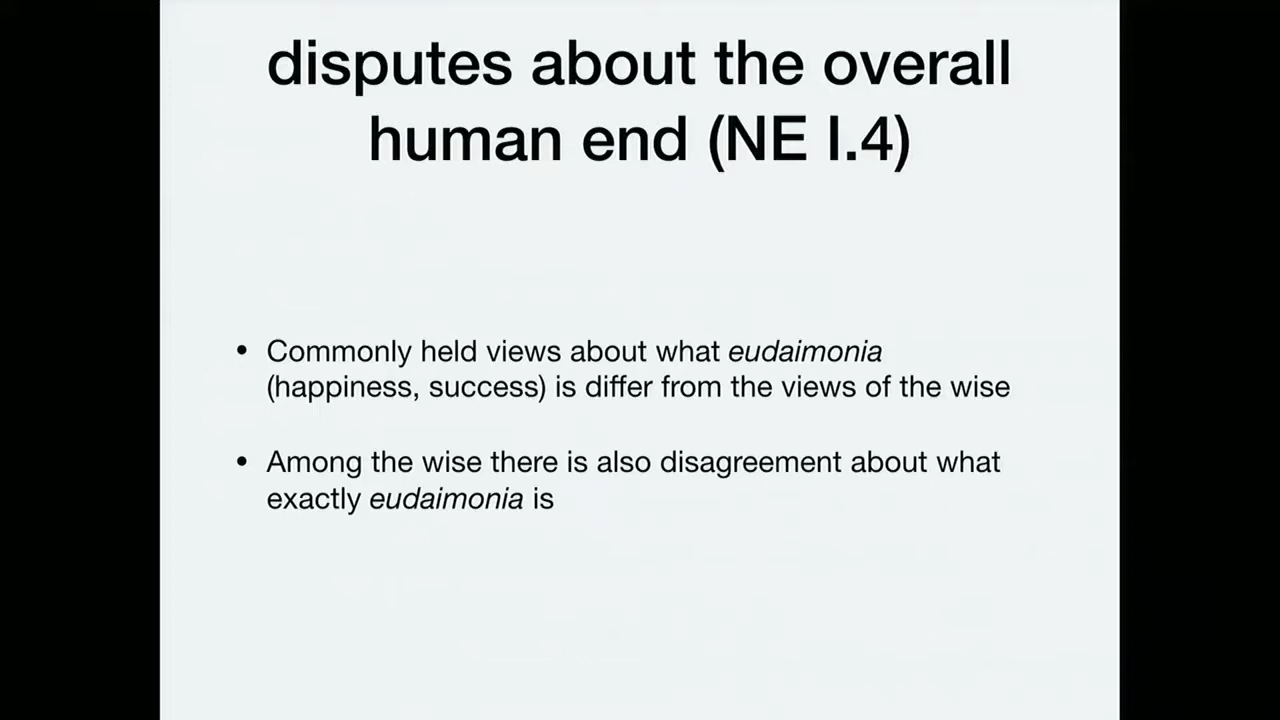 disputes about the overall
human end (NE I.4)
• Commonly held views about what eudaimonia
(happiness, success) is differ from the views of the wise
• Among the wise there is also disagreement about what
exactly eudaimonia is